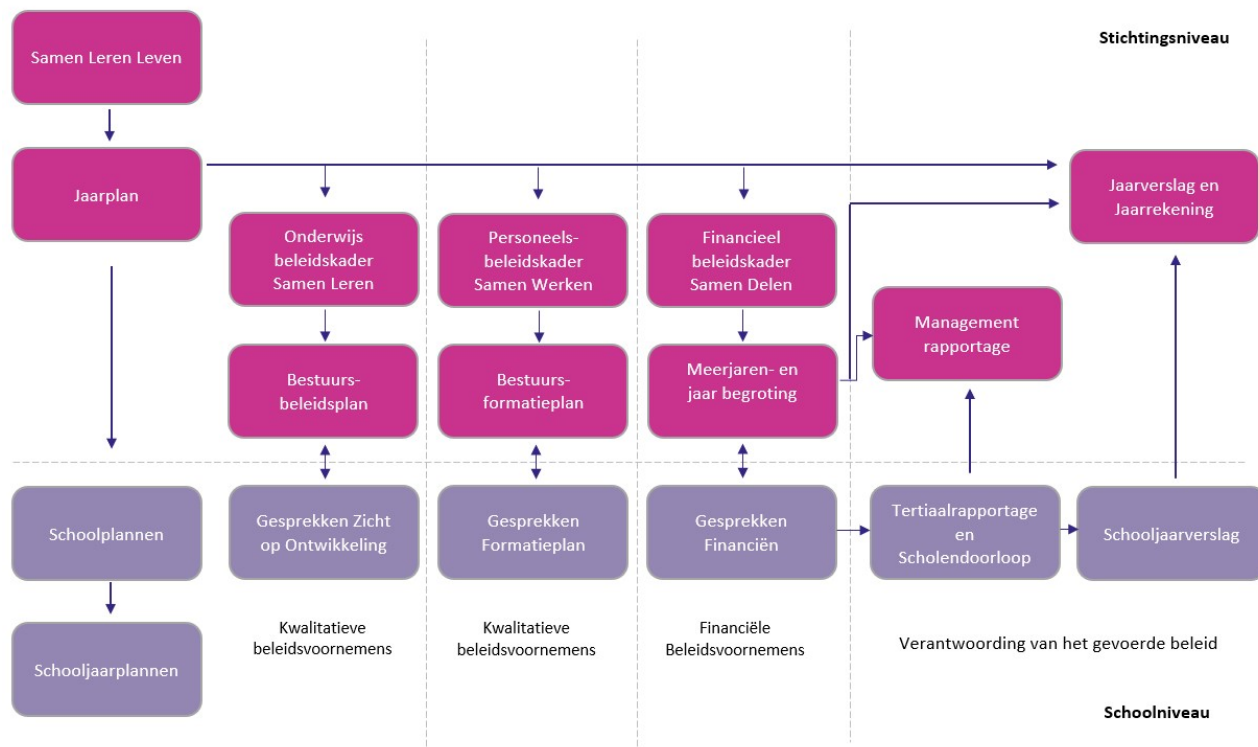 Samen Leren Leven
Stichtingsniveau
Jaarplan
Jaarverslag en
Jaarrekening
Onderwijs
beleidskader
Samen Leren
Personeels-
beleidskader
Samen Werken
Financieel
beleidskader
Samen Delen
Management
rapportage
Bestuurs-
beleidsplan
Bestuurs-
formatieplan
Meerjaren- en
jaar begroting
Schoolplannen
Gesprekken Zicht
op Ontwikkeling
Gesprekken
Formatieplan
Gesprekken
Financiën
Tertiaalrapportage
en
Scholendoorloop
Schooljaarverslag
Schooljaarplannen
Kwalitatieve
beleidsvoornemens
Kwalitatieve
beleidsvoornemens
Financiële
Beleidsvoornemens
Verantwoording van het gevoerde beleid
Schoolniveau